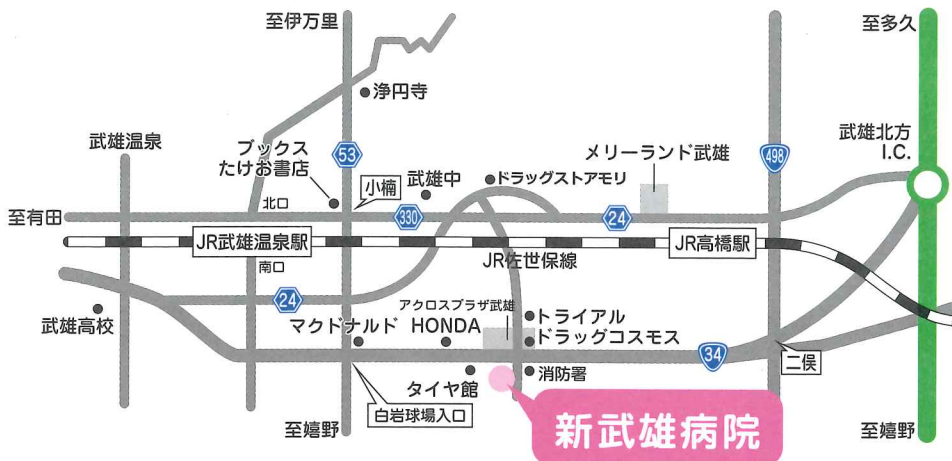 至伊万里
至多久
浄円寺
武雄温泉
ブックス
たけお書店
53
小楠
武雄中
ドラッグストアモリ
メリーランド武雄
498
武雄北方
I.C.
至有田
北口
330
24
JR武雄温泉駅
JR佐世保線
JR高橋駅
南口
24
武雄高校
マクドナルド
HONDA
アクロスプラザ武雄
トライアル
ドラッグコスモス
34
二俣
タイヤ館
消防署
白岩球場入口
新武雄病院
至嬉野
至嬉野